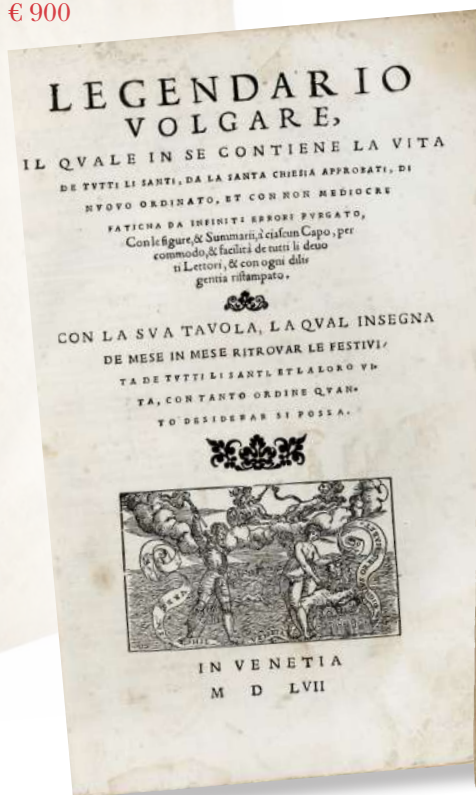 € 900
LEGENDARIO
VOLGARE,
IL QVALE IN SE CONTIENE LA VITA
DE TVTTI LI SANTI, DA LA SANTA CHIESIA APPROBATI, DI
NVOVO ORDINATO, ET CON NON MEDIOCRE
FATICHA DA INFINITI ERRORI PVRGATO,
Con le figure, & Summarii, à ciascun Capo, per
commodo, & facilità de tutti li deuo
ti Lettori, & con ogni dili-
gentia ristampato.
CON LA SVA TAVOLA, LA QVAL INSEGNA
DE MESE IN MESE RITROVAR LE FESTIVI-
TA DE TVTTI LI SANTI, ET LA LORO VI-
TA, CON TANTO ORDINE QVAN-
TO DESIDERAR SI POSSA.
IN VENETIA
M D LVII